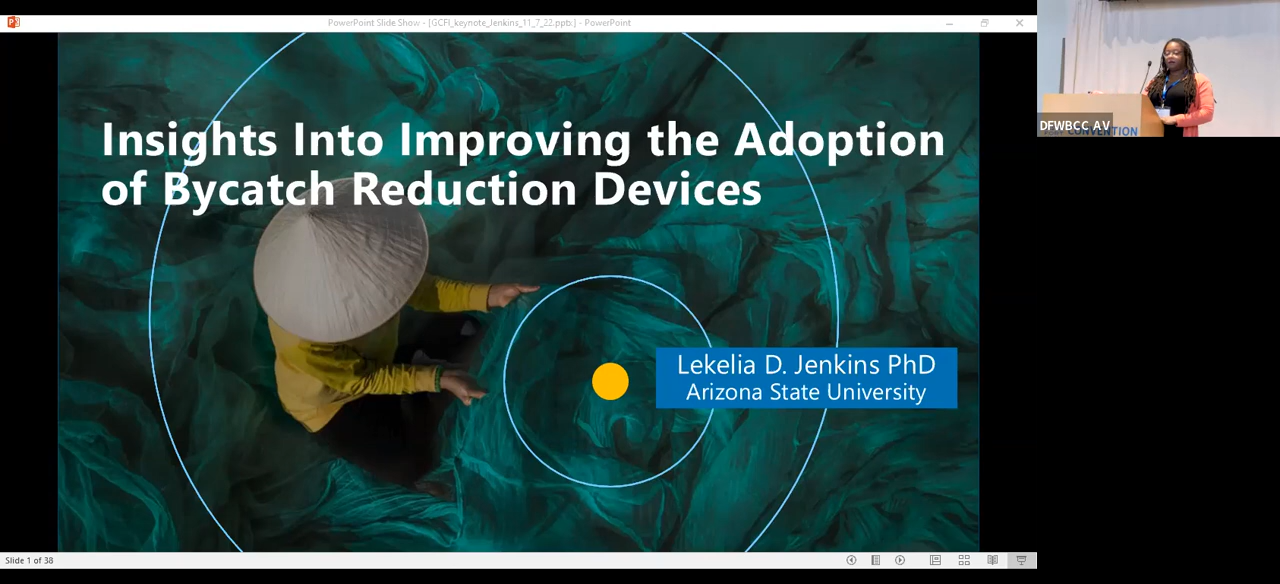 PowerPoint Slide Show - [GCFI_keynote_Jenkins_11_7_22.pptx] - PowerPoint
Insights Into Improving the Adoption
of Bycatch Reduction Devices
Lekelia D. Jenkins PhD
Arizona State University
Slide 1 of 38
DFWBCC AV
CONVENTION